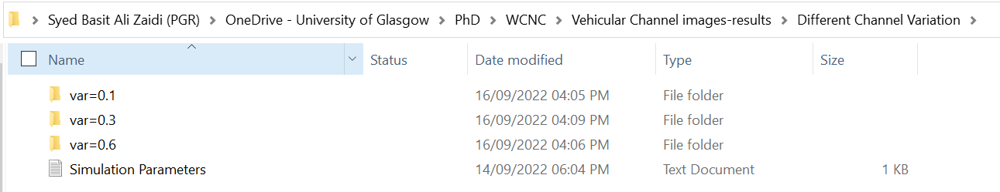 Syed Basit Ali Zaidi (PGR) > OneDrive - University of Glasgow > PhD > WCNC > Vehicular Channel images-results > Different Channel Variation >
Name Status Date modified Type Size
var=0.1 16/09/2022 04:05 PM File folder
var=0.3 16/09/2022 04:09 PM File folder
var=0.6 16/09/2022 04:06 PM File folder
Simulation Parameters 14/09/2022 06:04 PM Text Document 1 KB